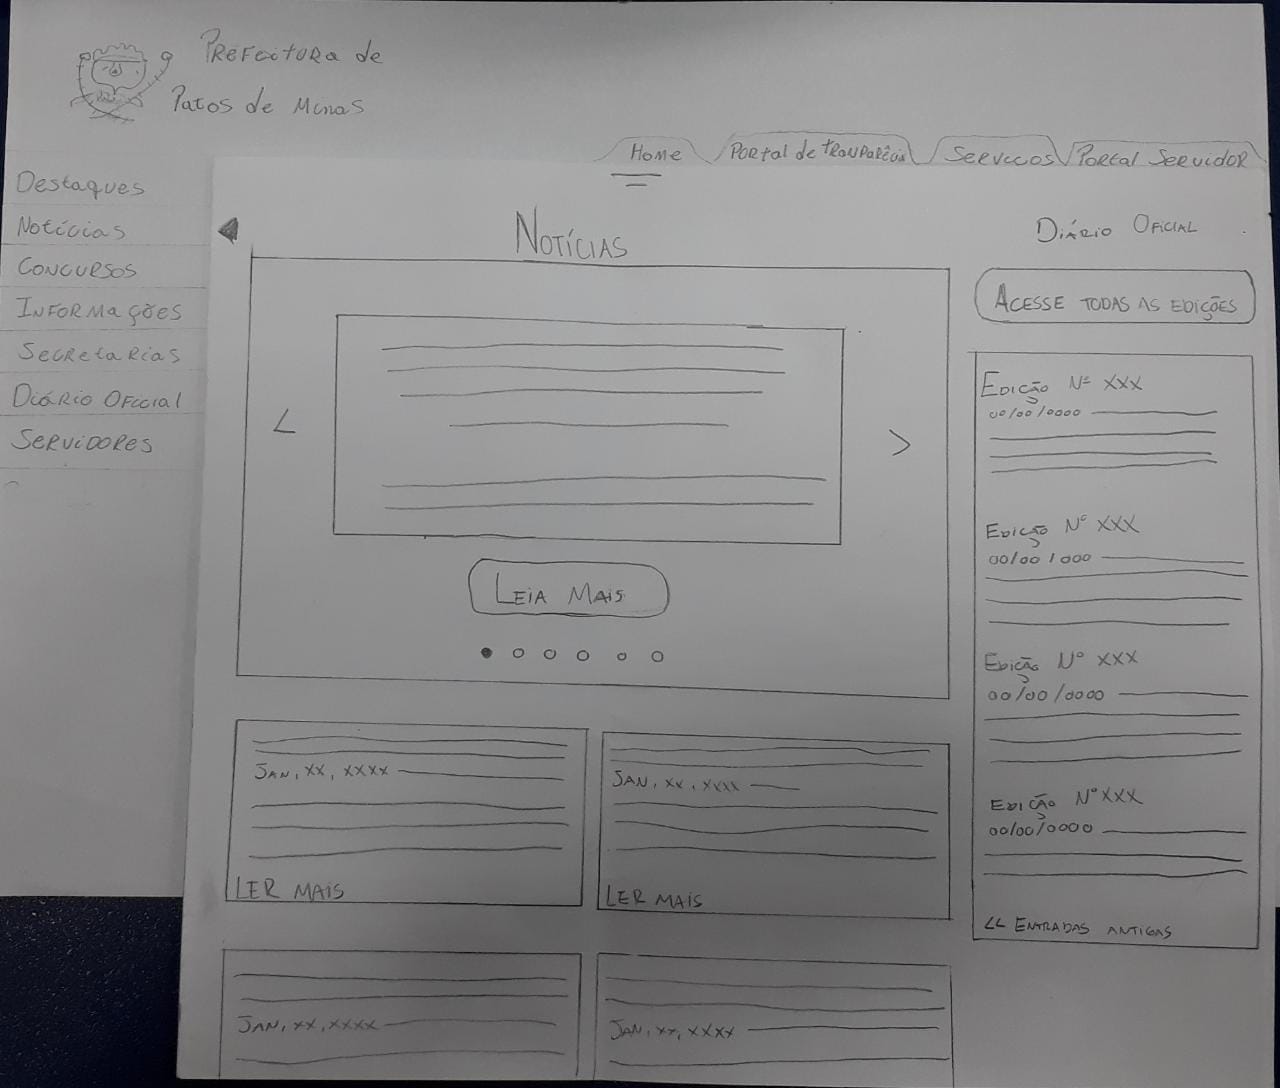 Prefeitura de
Patos de Minas
Home
Portal de Tranparência
Servicos
Portal Servidor
Destaques
Notícias
Concursos
Informações
Secretarias
Diário Oficial
Servidores
Notícias
<
>
Leia Mais
Jan, xx, xxxx
Ler mais
Jan, xx, xxxx
Ler mais
Jan, xx, xxxx
Jan, xx, xxxx
Diário Oficial
Acesse todas as edições
Edição Nº XXX
00/00/0000
Edição Nº XXX
00/00/000
Edição Nº XXX
00/00/0000
Edição Nº XXX
00/00/0000
<< Entradas antigas